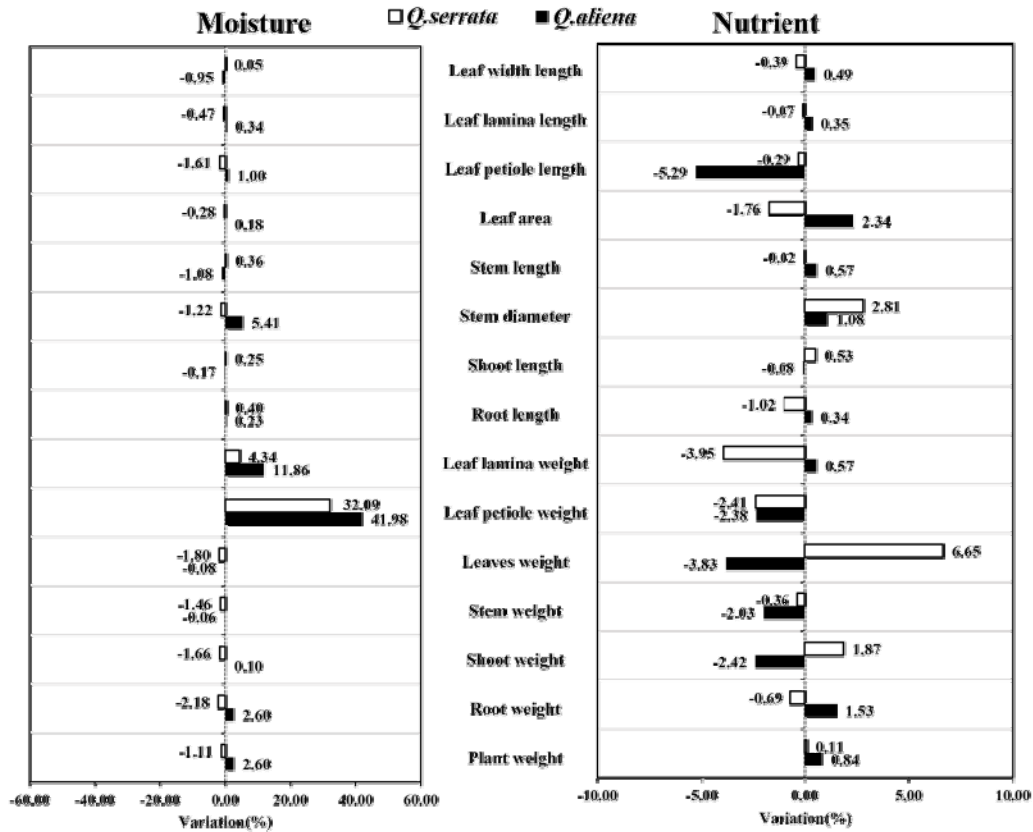 Moisture
Q.serrata Q.aliena
Nutrient
0.05
-0.95
Leaf width length
-0.39
0.49
-0.47
0.34
Leaf lamina length
-0.07
0.35
-1.61
1.00
Leaf petiole length
-0.29
-5.29
-0.28
0.18
Leaf area
-1.76
2.34
0.36
-1.08
Stem length
-0.02
0.57
-1.22
5.41
Stem diameter
2.81
1.08
0.25
-0.17
Shoot length
0.53
-0.08
0.40
0.23
Root length
-1.02
0.34
4.34
11.86
Leaf lamina weight
-3.95
0.57
32.09
41.98
Leaf petiole weight
-2.41
-2.38
-1.80
-0.08
Leaves weight
6.65
-3.83
-1.46
-0.06
Stem weight
-0.36
-2.03
-1.66
0.10
Shoot weight
1.87
-2.42
-2.18
2.60
Root weight
-0.69
1.53
-1.11
2.60
Plant weight
0.11
0.84
-60.00 -40.00 -20.00 0.00 20.00 40.00 60.00
Variation(%)
-10.00 -5.00 0.00 5.00 10.00
Variation(%)